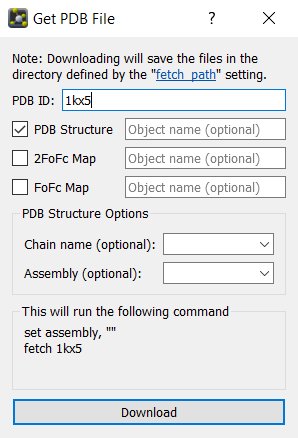 Get PDB File
Note: Downloading will save the files in the
directory defined by the "fetch_path" setting.
PDB ID: 1kx5
PDB Structure Object name (optional)
2FoFc Map Object name (optional)
FoFc Map Object name (optional)
PDB Structure Options
Chain name (optional):
Assembly (optional):
This will run the following command
set assembly, ""
fetch 1kx5
Download